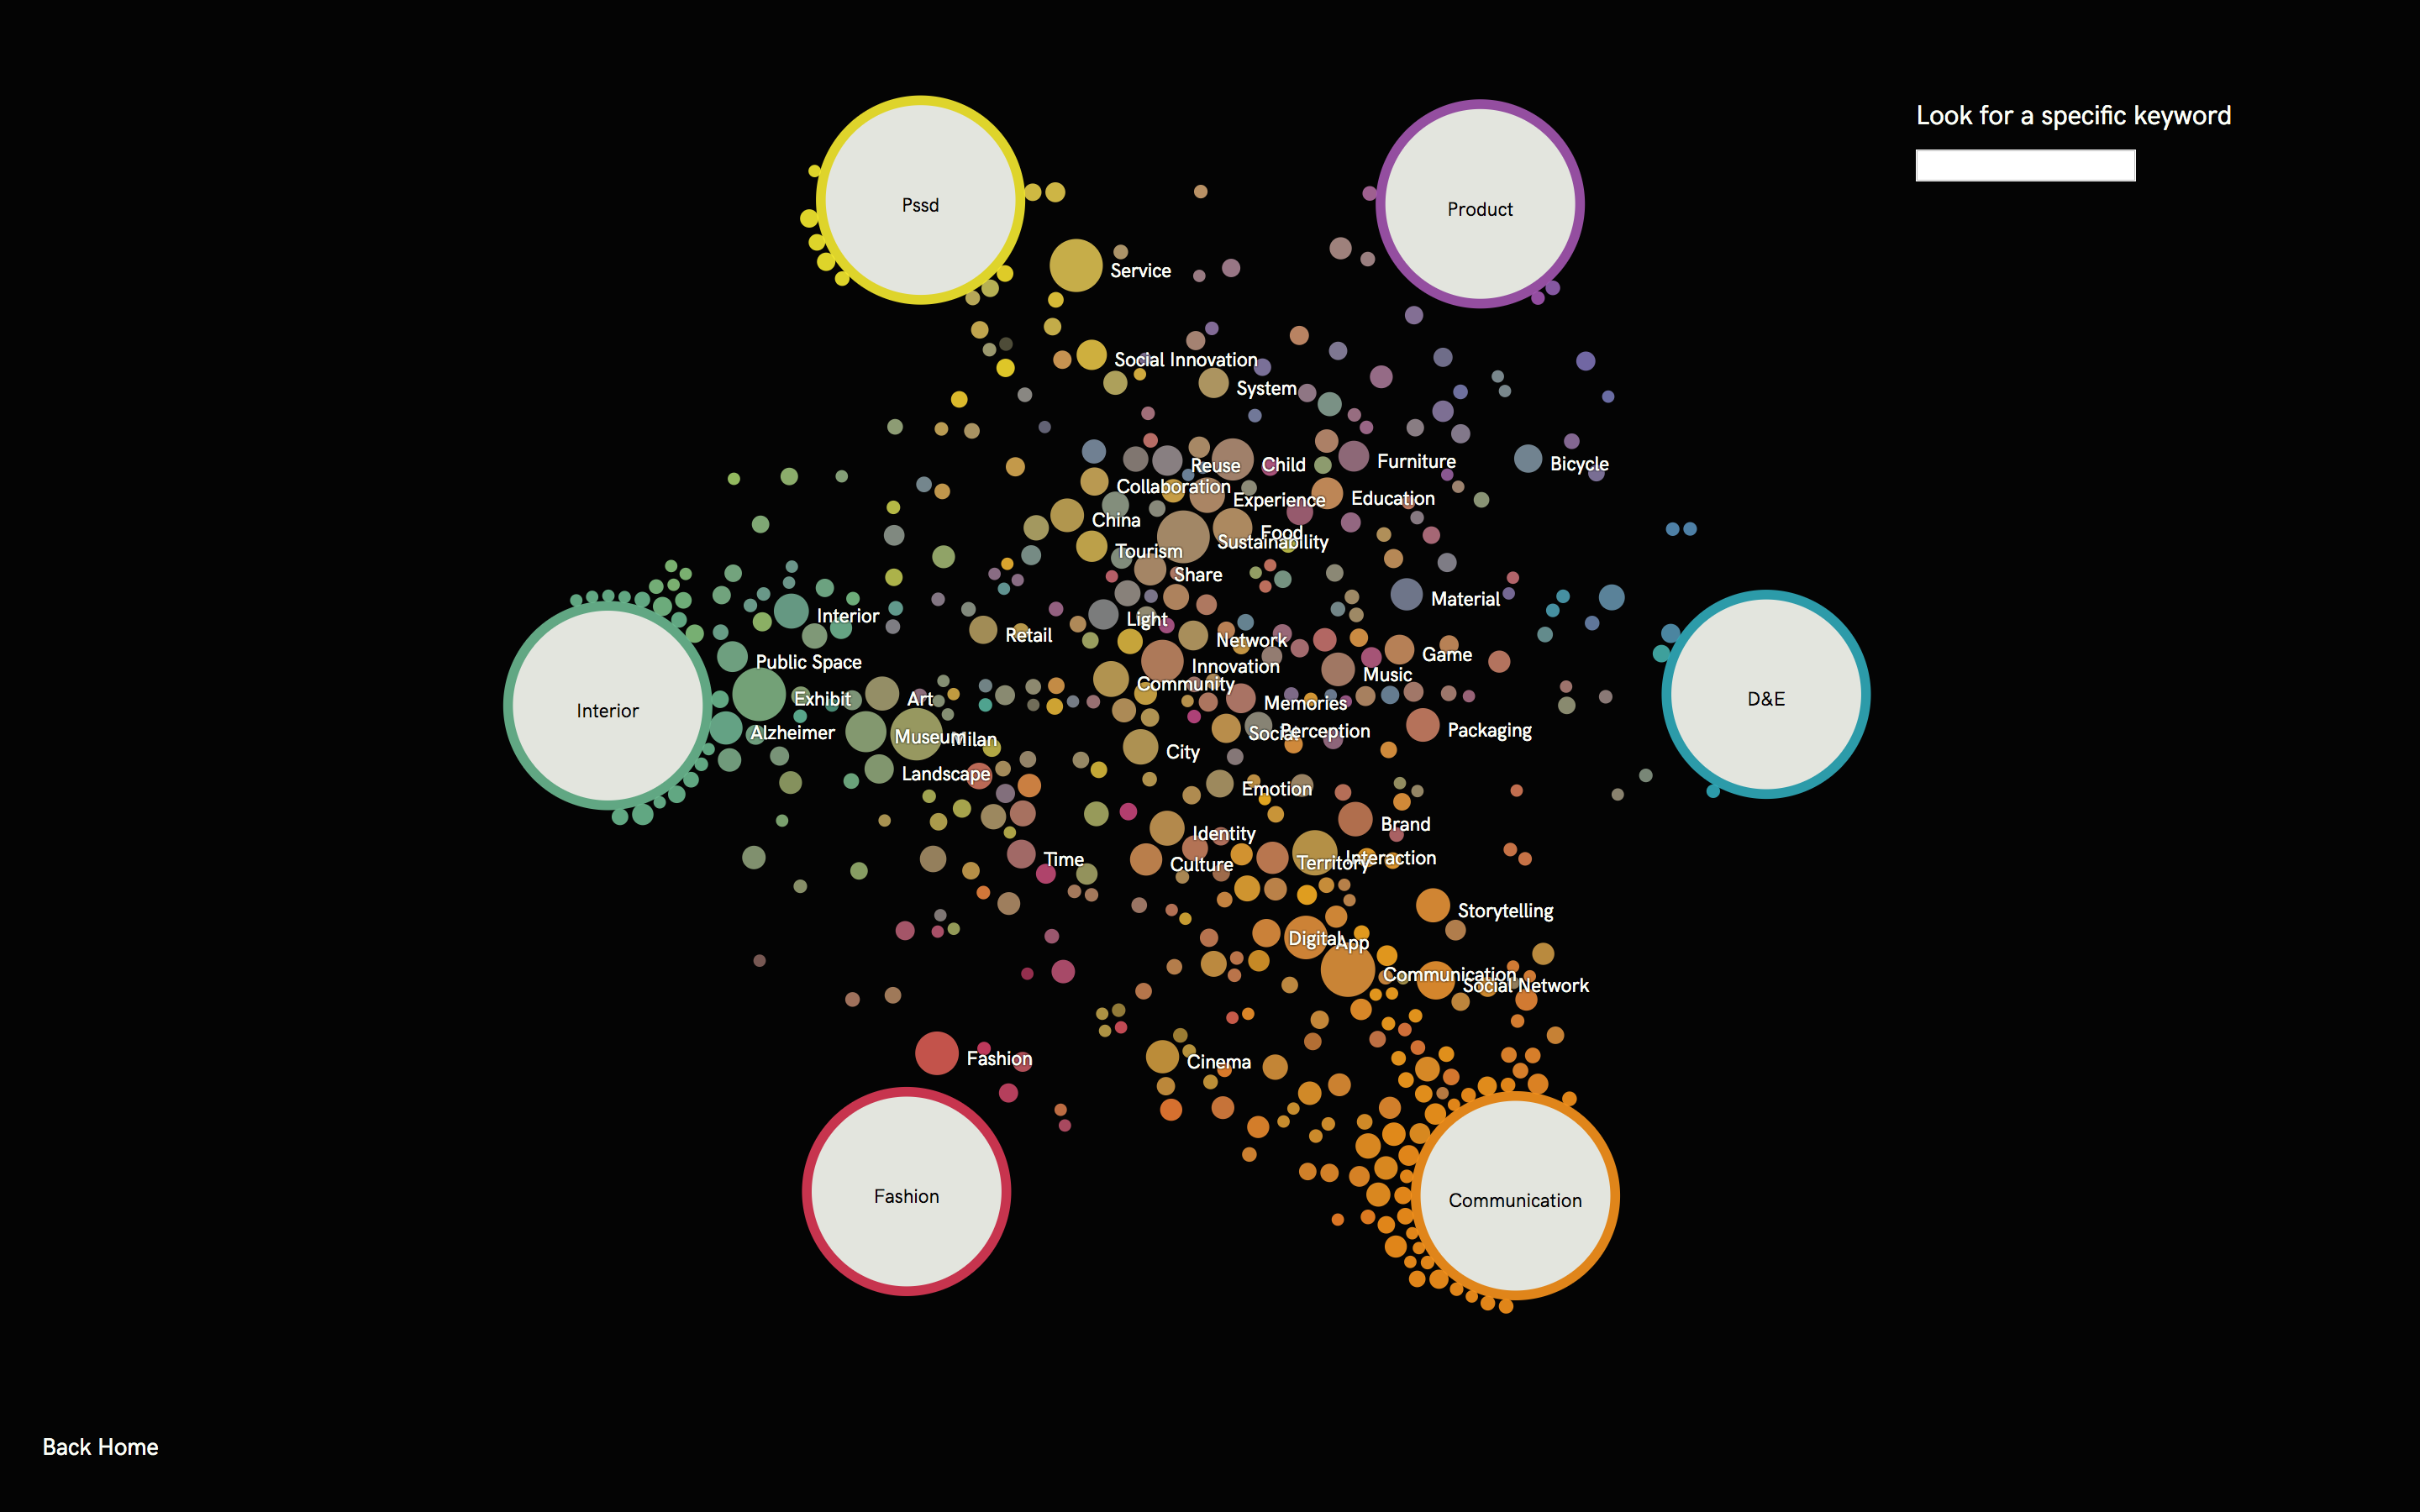 Look for a specific keyword
Pssd
Product
Service
Social Innovation
System
Reuse
Child
Furniture
Bicycle
Collaboration
Experience
Education
China
Food
Sustainability
Tourism
Share
Material
Interior
Light
Retail
Network
Game
Public Space
Innovation
Music
Community
Exhibit
Art
Memories
D&E
Interior
Alzheimer
Museum
Milan
Social
Perception
Packaging
City
Landscape
Emotion
Brand
Identity
Time
Culture
Territory
Interaction
Storytelling
Digital
App
Communication
Social Network
Fashion
Cinema
Fashion
Communication
Back Home